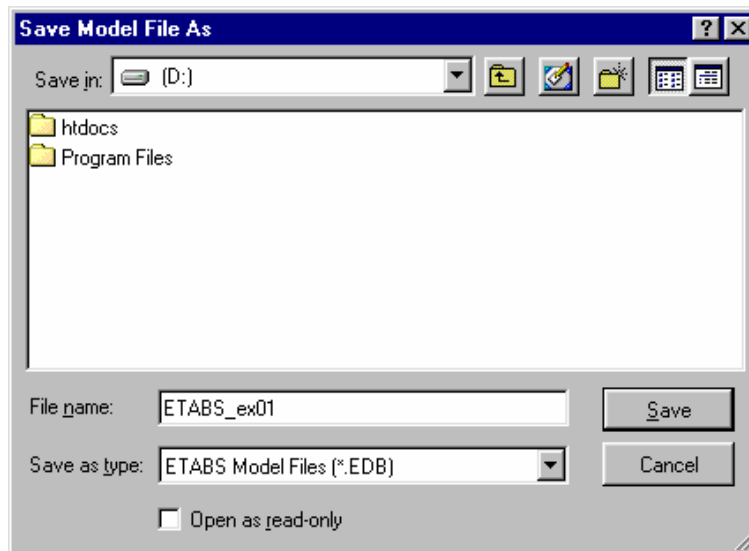 Save Model File As
Save in: (D:)
htdocs
Program Files
File name: ETABS_ex01 Save
Save as type: ETABS Model Files (*.EDB) Cancel
Open as read-only